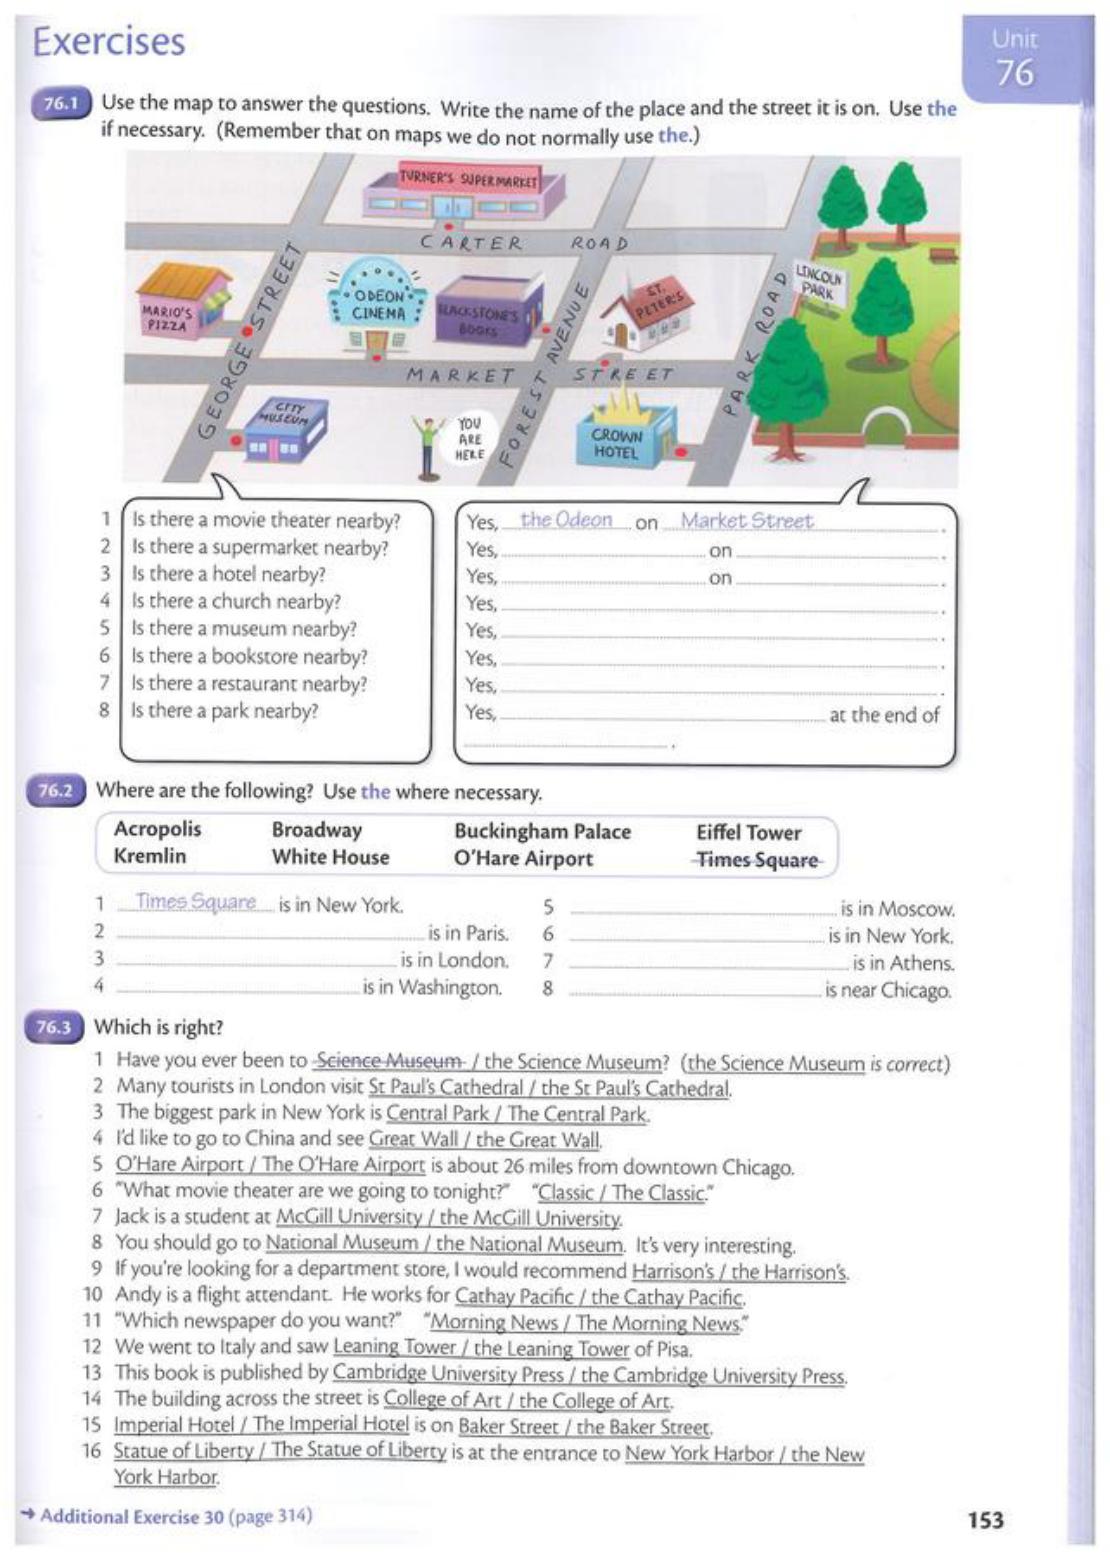 Exercises
Unit
76
76.1 Use the map to answer the questions. Write the name of the place and the street it is on. Use the
if necessary. (Remember that on maps we do not normally use the.)
TURNER'S SUPERMARKET
CARTER ROAD
LINCOLN
PARK
MARIO'S
PIZZA
GEORGE STREET
ODEON
CINEMA
BLACKSTONE'S
BOOKS
FOREST AVENUE
ST.
PETER'S
PARK ROAD
MARKET STREET
CITY
MUSEUM
YOU
ARE
HERE
CROWN
HOTEL
1 Is there a movie theater nearby? Yes, the Odeon on Market Street .
2 Is there a supermarket nearby? Yes, on .
3 Is there a hotel nearby? Yes, on .
4 Is there a church nearby? Yes, .
5 Is there a museum nearby? Yes, .
6 Is there a bookstore nearby? Yes, .
7 Is there a restaurant nearby? Yes, .
8 Is there a park nearby? Yes, at the end of
.
76.2 Where are the following? Use the where necessary.
Acropolis Broadway Buckingham Palace Eiffel Tower
Kremlin White House O'Hare Airport Times Square
1 Times Square is in New York. 5 is in Moscow.
2 is in Paris. 6 is in New York.
3 is in London. 7 is in Athens.
4 is in Washington. 8 is near Chicago.
76.3 Which is right?
1 Have you ever been to Science Museum / the Science Museum? (the Science Museum is correct)
2 Many tourists in London visit St Paul's Cathedral / the St Paul's Cathedral.
3 The biggest park in New York is Central Park / The Central Park.
4 I'd like to go to China and see Great Wall / the Great Wall.
5 O'Hare Airport / The O'Hare Airport is about 26 miles from downtown Chicago.
6 "What movie theater are we going to tonight?" "Classic / The Classic."
7 Jack is a student at McGill University / the McGill University.
8 You should go to National Museum / the National Museum. It's very interesting.
9 If you're looking for a department store, I would recommend Harrison's / the Harrison's.
10 Andy is a flight attendant. He works for Cathay Pacific / the Cathay Pacific.
11 "Which newspaper do you want?" "Morning News / The Morning News."
12 We went to Italy and saw Leaning Tower / the Leaning Tower of Pisa.
13 This book is published by Cambridge University Press / the Cambridge University Press.
14 The building across the street is College of Art / the College of Art.
15 Imperial Hotel / The Imperial Hotel is on Baker Street / the Baker Street.
16 Statue of Liberty / The Statue of Liberty is at the entrance to New York Harbor / the New
York Harbor.
➜ Additional Exercise 30 (page 314)
153